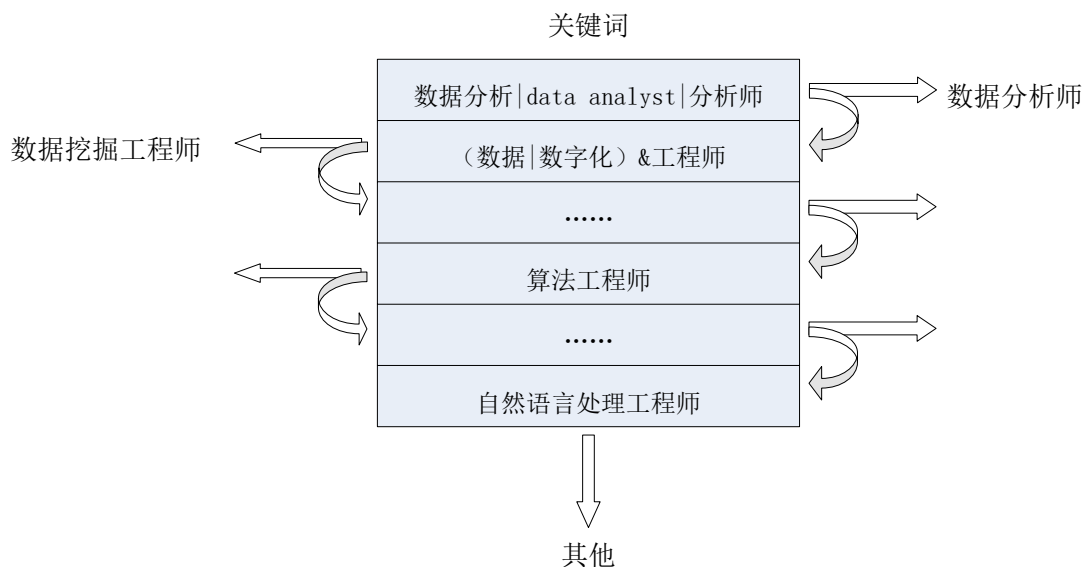 关键词
数据分析|data analyst|分析师
数据分析师
数据挖掘工程师
（数据|数字化）&工程师
......
算法工程师
......
自然语言处理工程师
其他